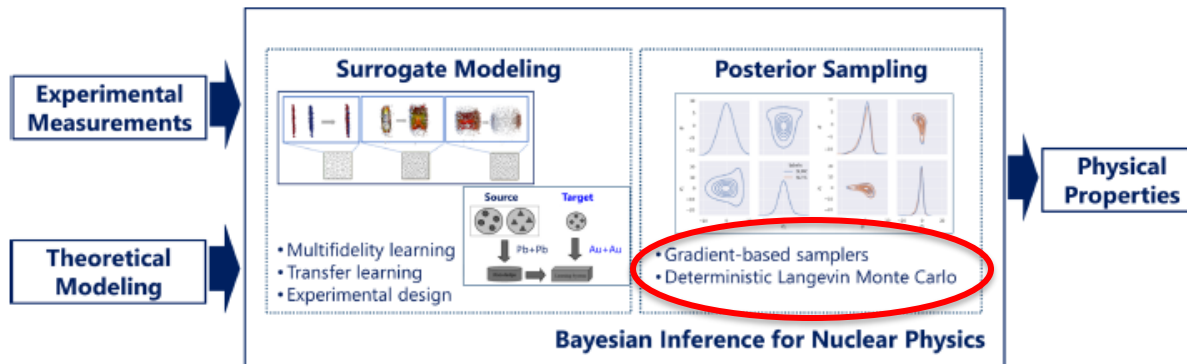 Experimental
Measurements
Theoretical
Modeling
Surrogate Modeling
Source
Target
Pb+Pb
Au+Au
• Multifidelity learning
• Transfer learning
• Experimental design
Posterior Sampling
• Gradient-based samplers
• Deterministic Langevin Monte Carlo
Bayesian Inference for Nuclear Physics
Physical
Properties